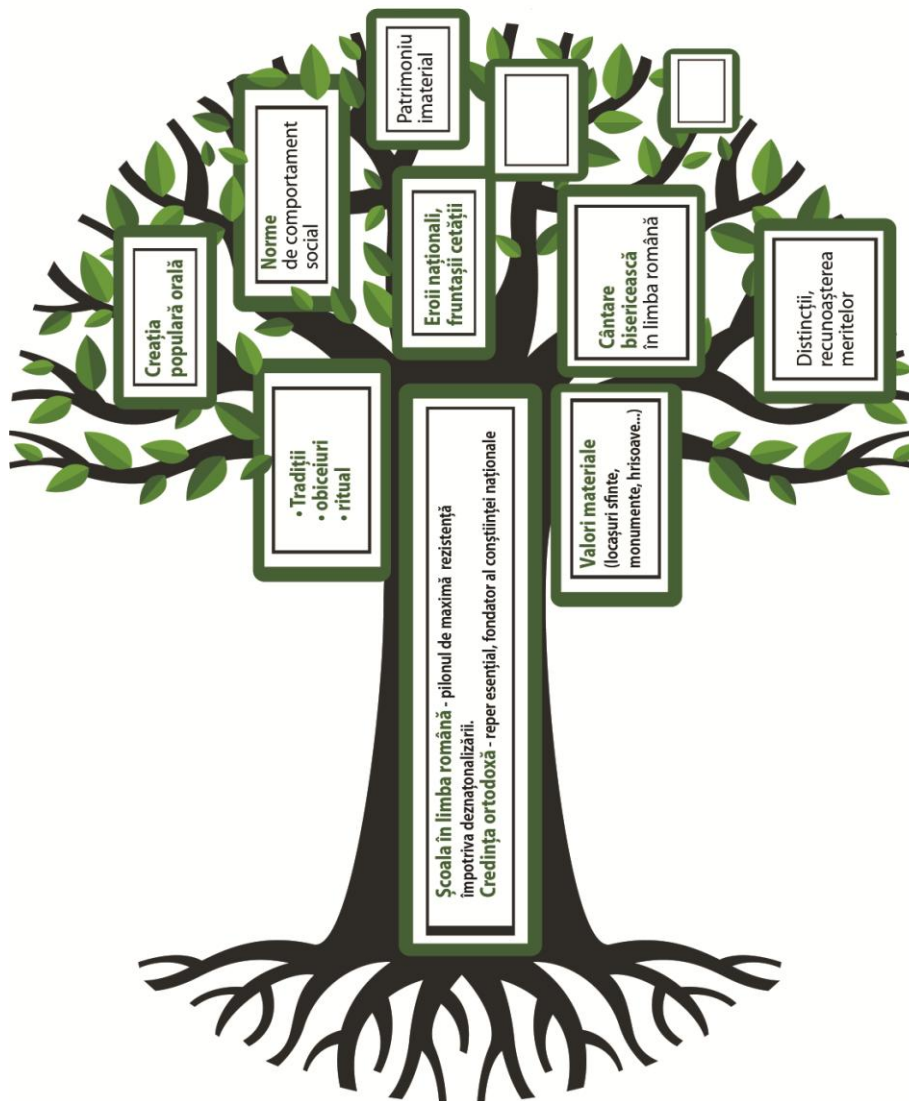 Creația
populară orală
Norme
de comportament
social
Patrimoniu
imaterial
• Tradiții
• obiceiuri
• ritual
Eroii naționali,
fruntașii cetății
Cântare
bisericească
în limba română
Distincții,
recunoașterea
meritelor
Valori materiale
(locașuri sfinte,
monumente, hrisoave...)
Școala în limba română - pilonul de maximă rezistență
împotriva deznaţonalizării.
Credința ortodoxă - reper esențial, fondator al conștiinței naționale